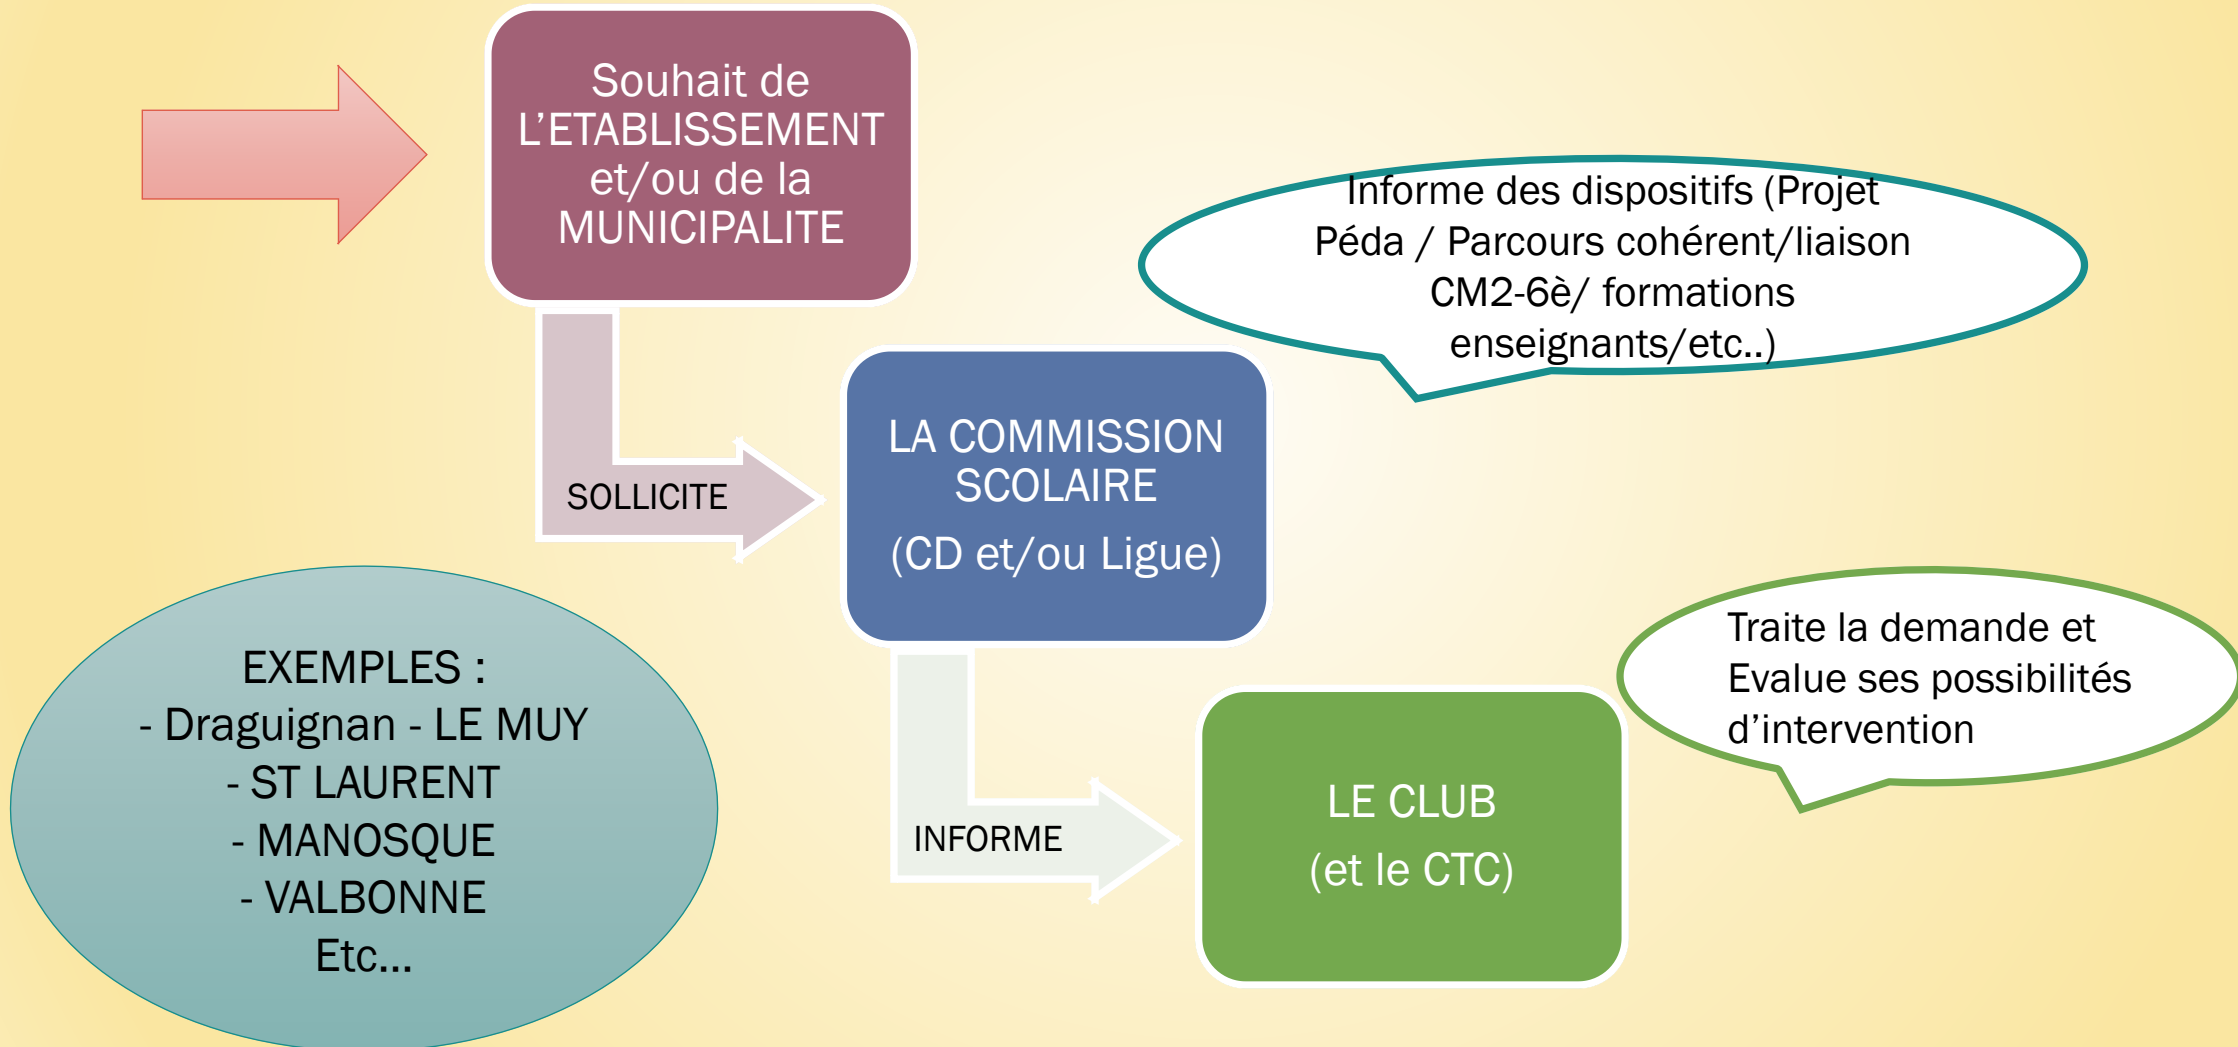 Souhait de
L’ETABLISSEMENT
et/ou de la
MUNICIPALITE
Informe des dispositifs (Projet
Péda / Parcours cohérent/liaison
CM2-6è/ formations
enseignants/etc..)
SOLLICITE
LA COMMISSION
SCOLAIRE
(CD et/ou Ligue)
EXEMPLES :
- Draguignan - LE MUY
- ST LAURENT
- MANOSQUE
- VALBONNE
Etc...
Traite la demande et
Evalue ses possibilités
d’intervention
INFORME
LE CLUB
(et le CTC)